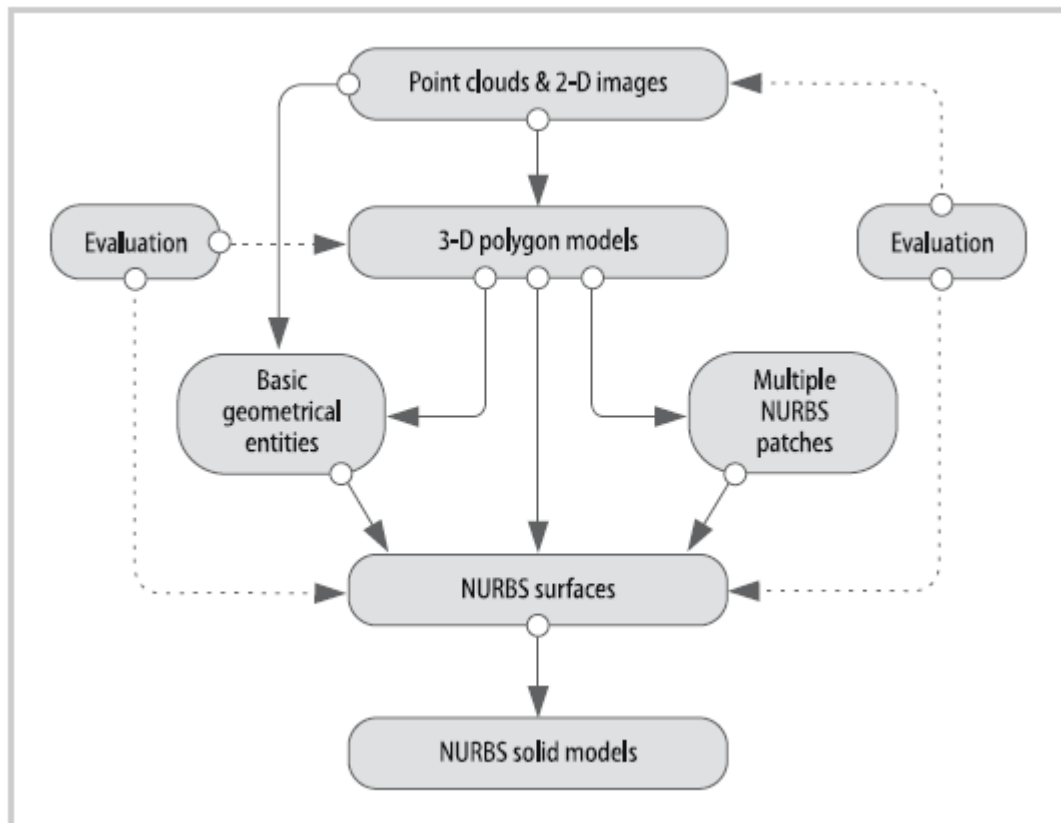 Point clouds & 2-D images
Evaluation
3-D polygon models
Evaluation
Basic
geometrical
entities
Multiple
NURBS
patches
NURBS surfaces
NURBS solid models